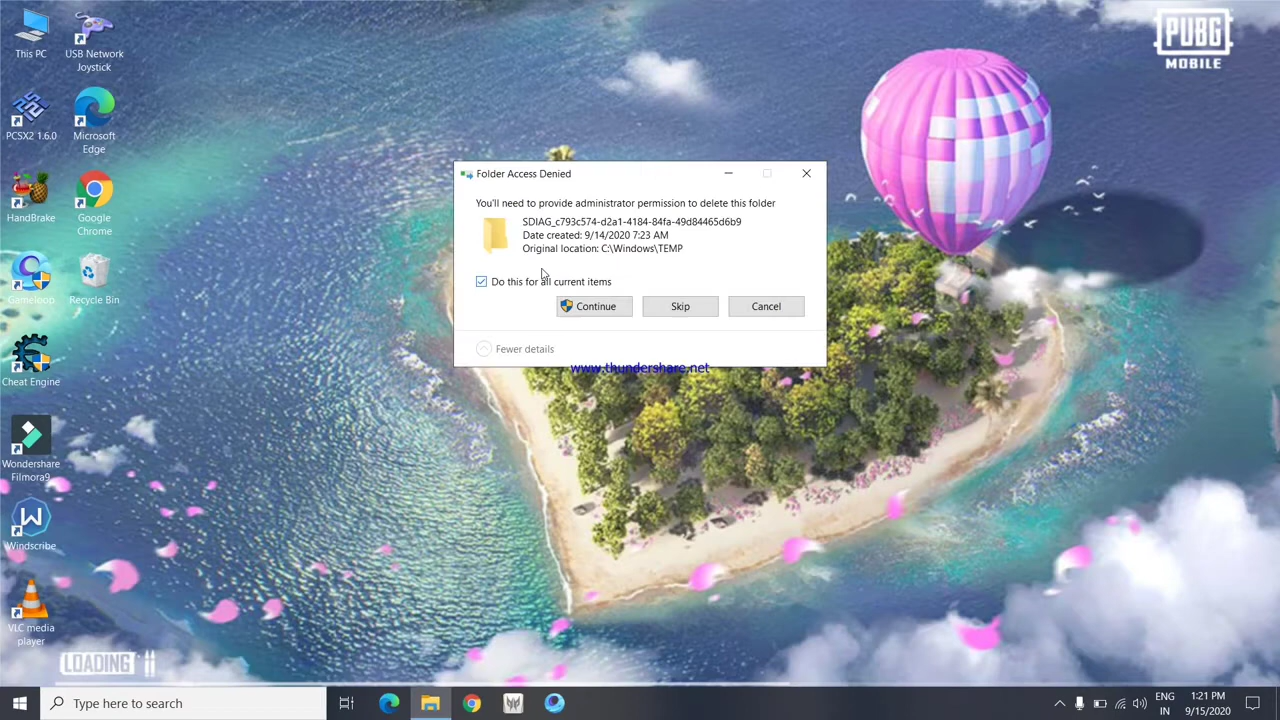 This PC
USB Network
Joystick
PCSX2 1.6.0
Microsoft
Edge
HandBrake
Google
Chrome
Gameloop
Recycle Bin
Cheat Engine
Wondershare
Filmora9
Windscribe
VLC media
player
PUBG
MOBILE
Folder Access Denied
You'll need to provide administrator permission to delete this folder
SDIAG_c793c574-d2a1-4184-84fa-49d84465d6b9
Date created: 9/14/2020 7:23 AM
Original location: C:\Windows\TEMP
Do this for all current items
Continue
Skip
Cancel
Fewer details
www.thundershare.net
LOADING
Type here to search
ENG
IN
1:21 PM
9/15/2020